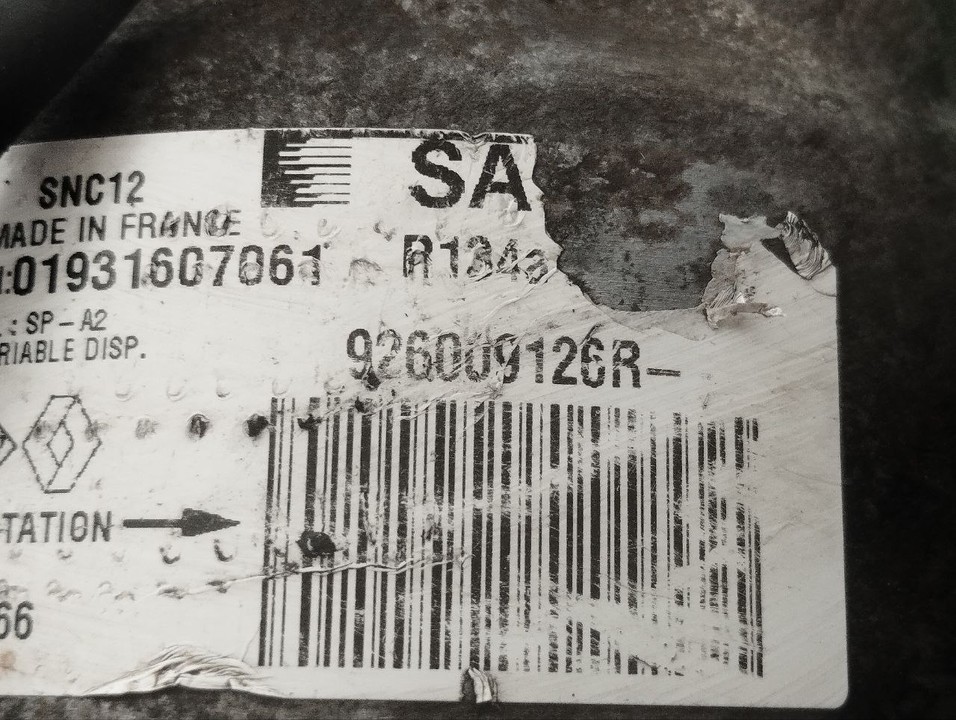 SA
SNC12
MADE IN FRANCE
:01931607061
R134a
.: SP-A2
RIABLE DISP.
926009126R-
TATION
66